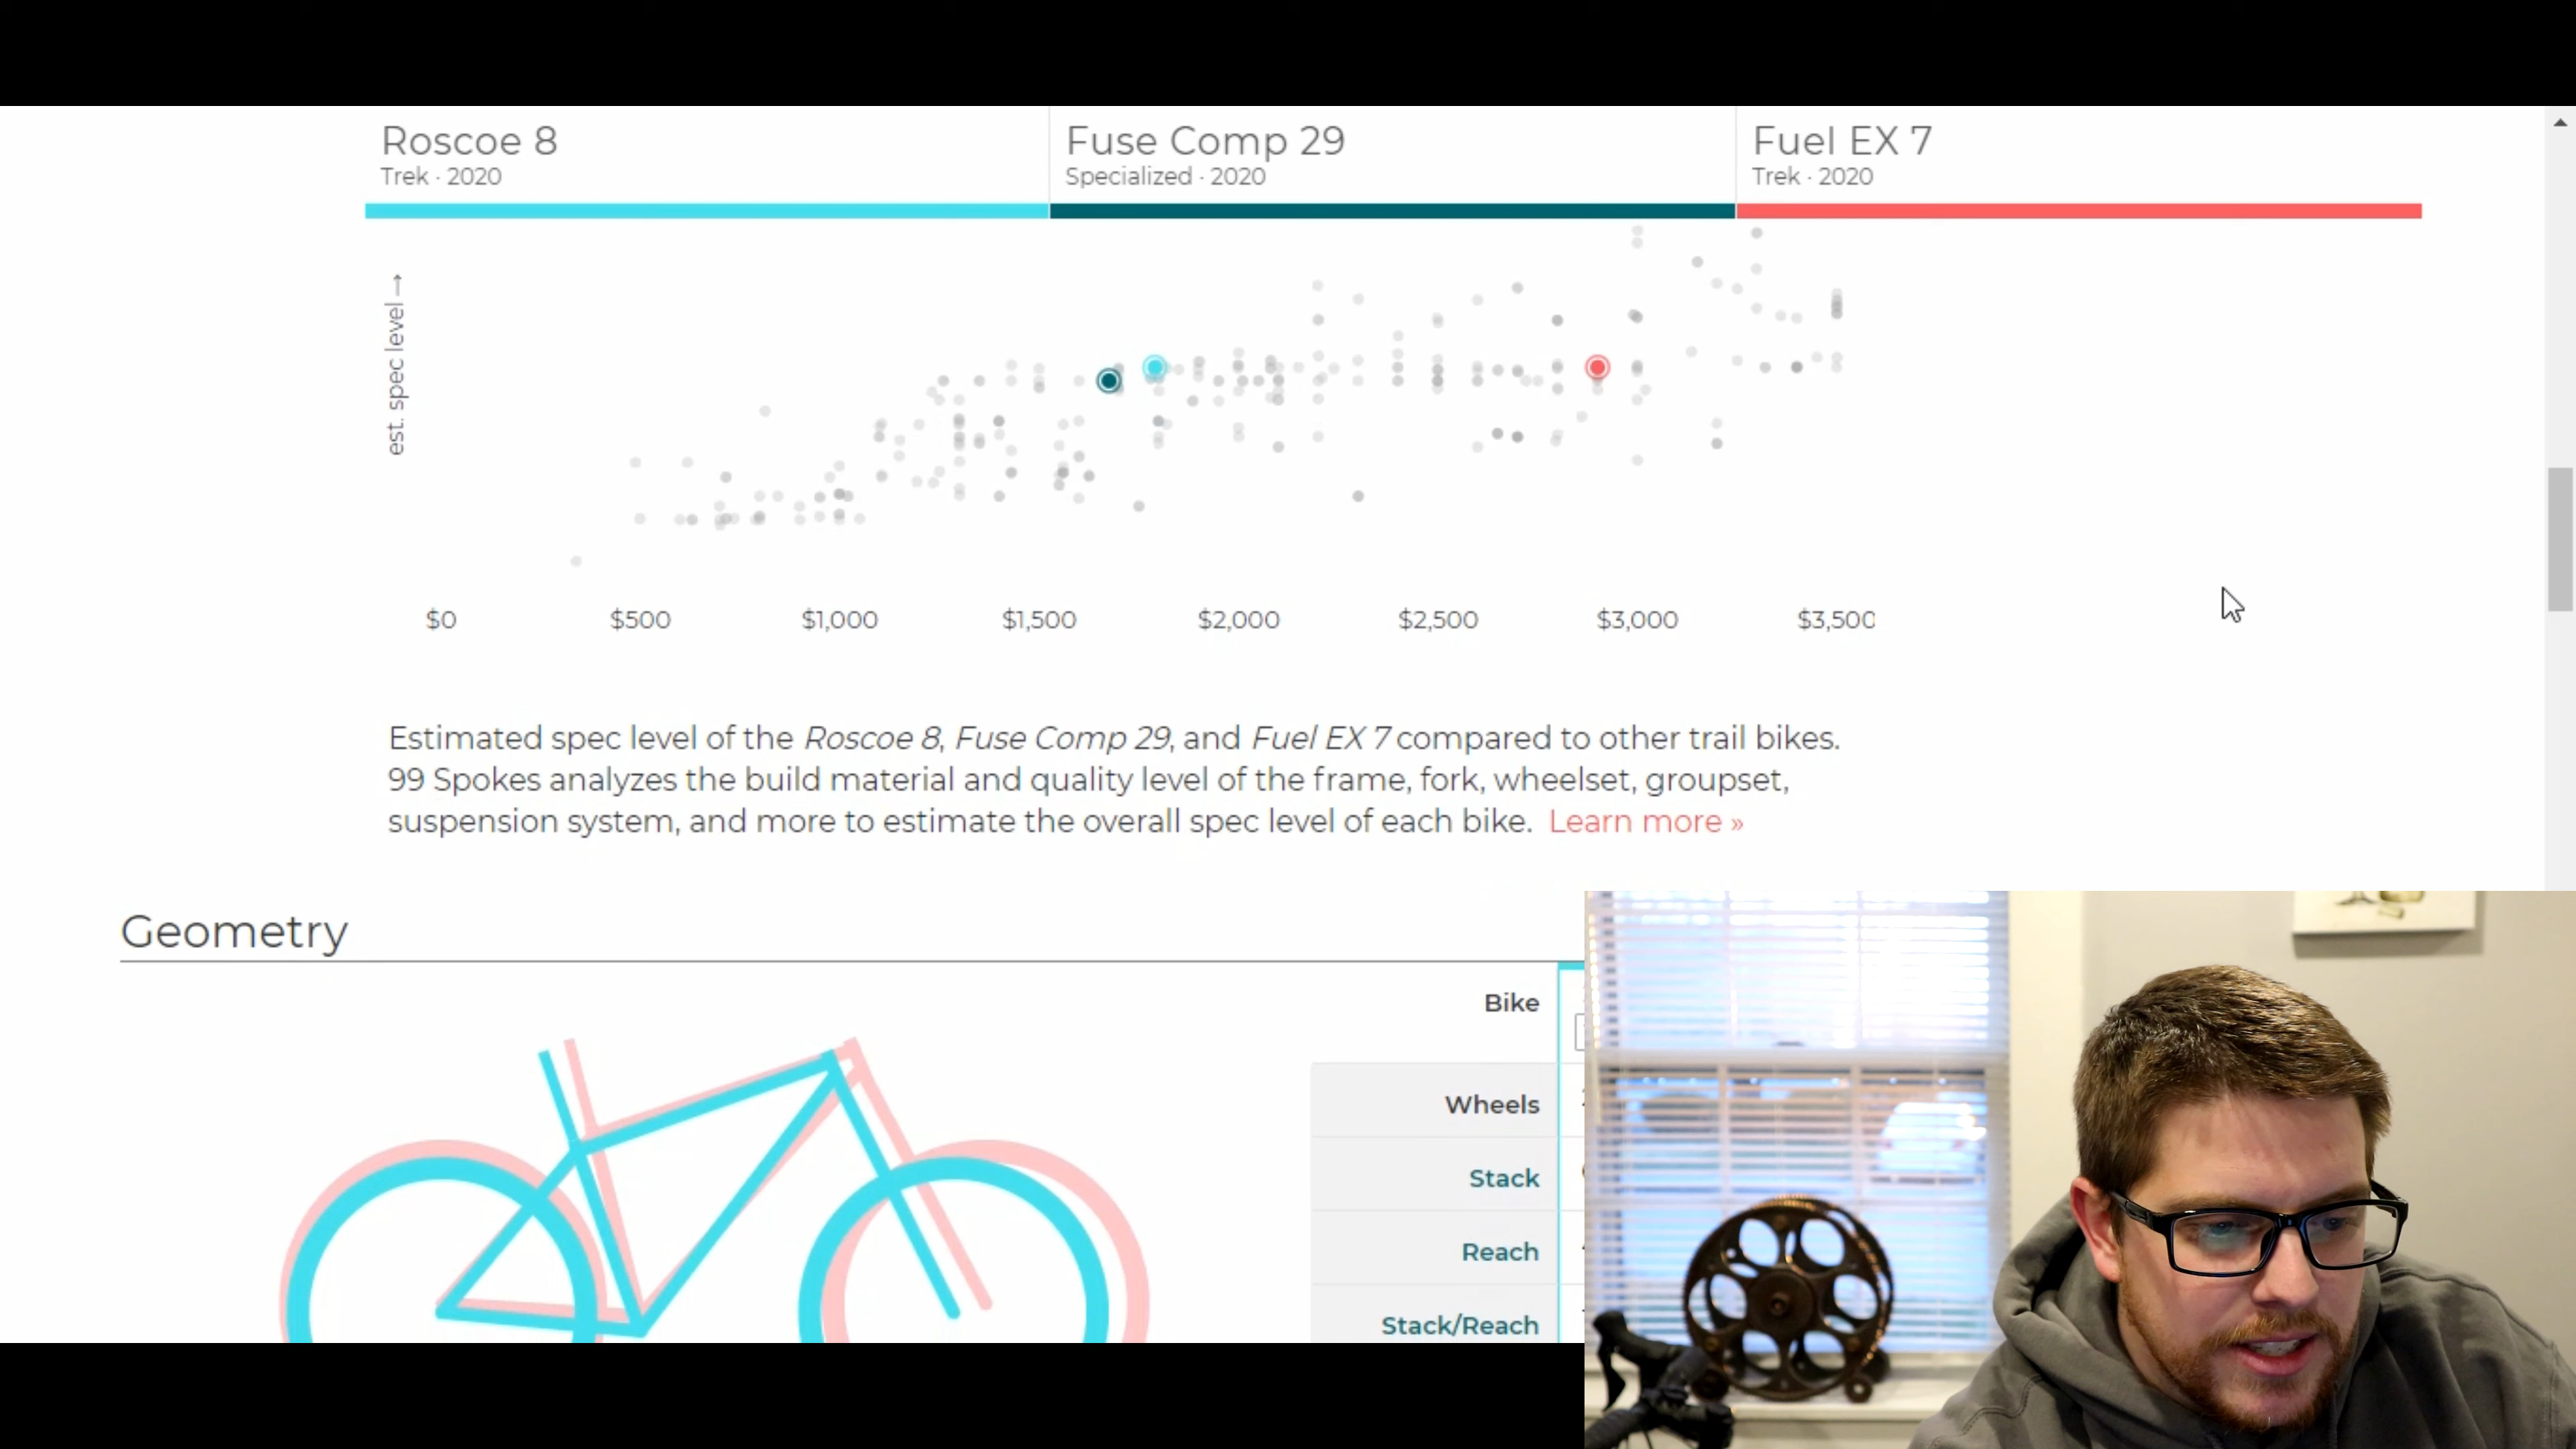 Roscoe 8
Trek · 2020
Fuse Comp 29
Specialized · 2020
Fuel EX 7
Trek · 2020
est. spec level →
$0 $500 $1,000 $1,500 $2,000 $2,500 $3,000 $3,500
Estimated spec level of the Roscoe 8, Fuse Comp 29, and Fuel EX 7 compared to other trail bikes.
99 Spokes analyzes the build material and quality level of the frame, fork, wheelset, groupset,
suspension system, and more to estimate the overall spec level of each bike. Learn more »
Geometry
Bike
Wheels
Stack
Reach
Stack/Reach